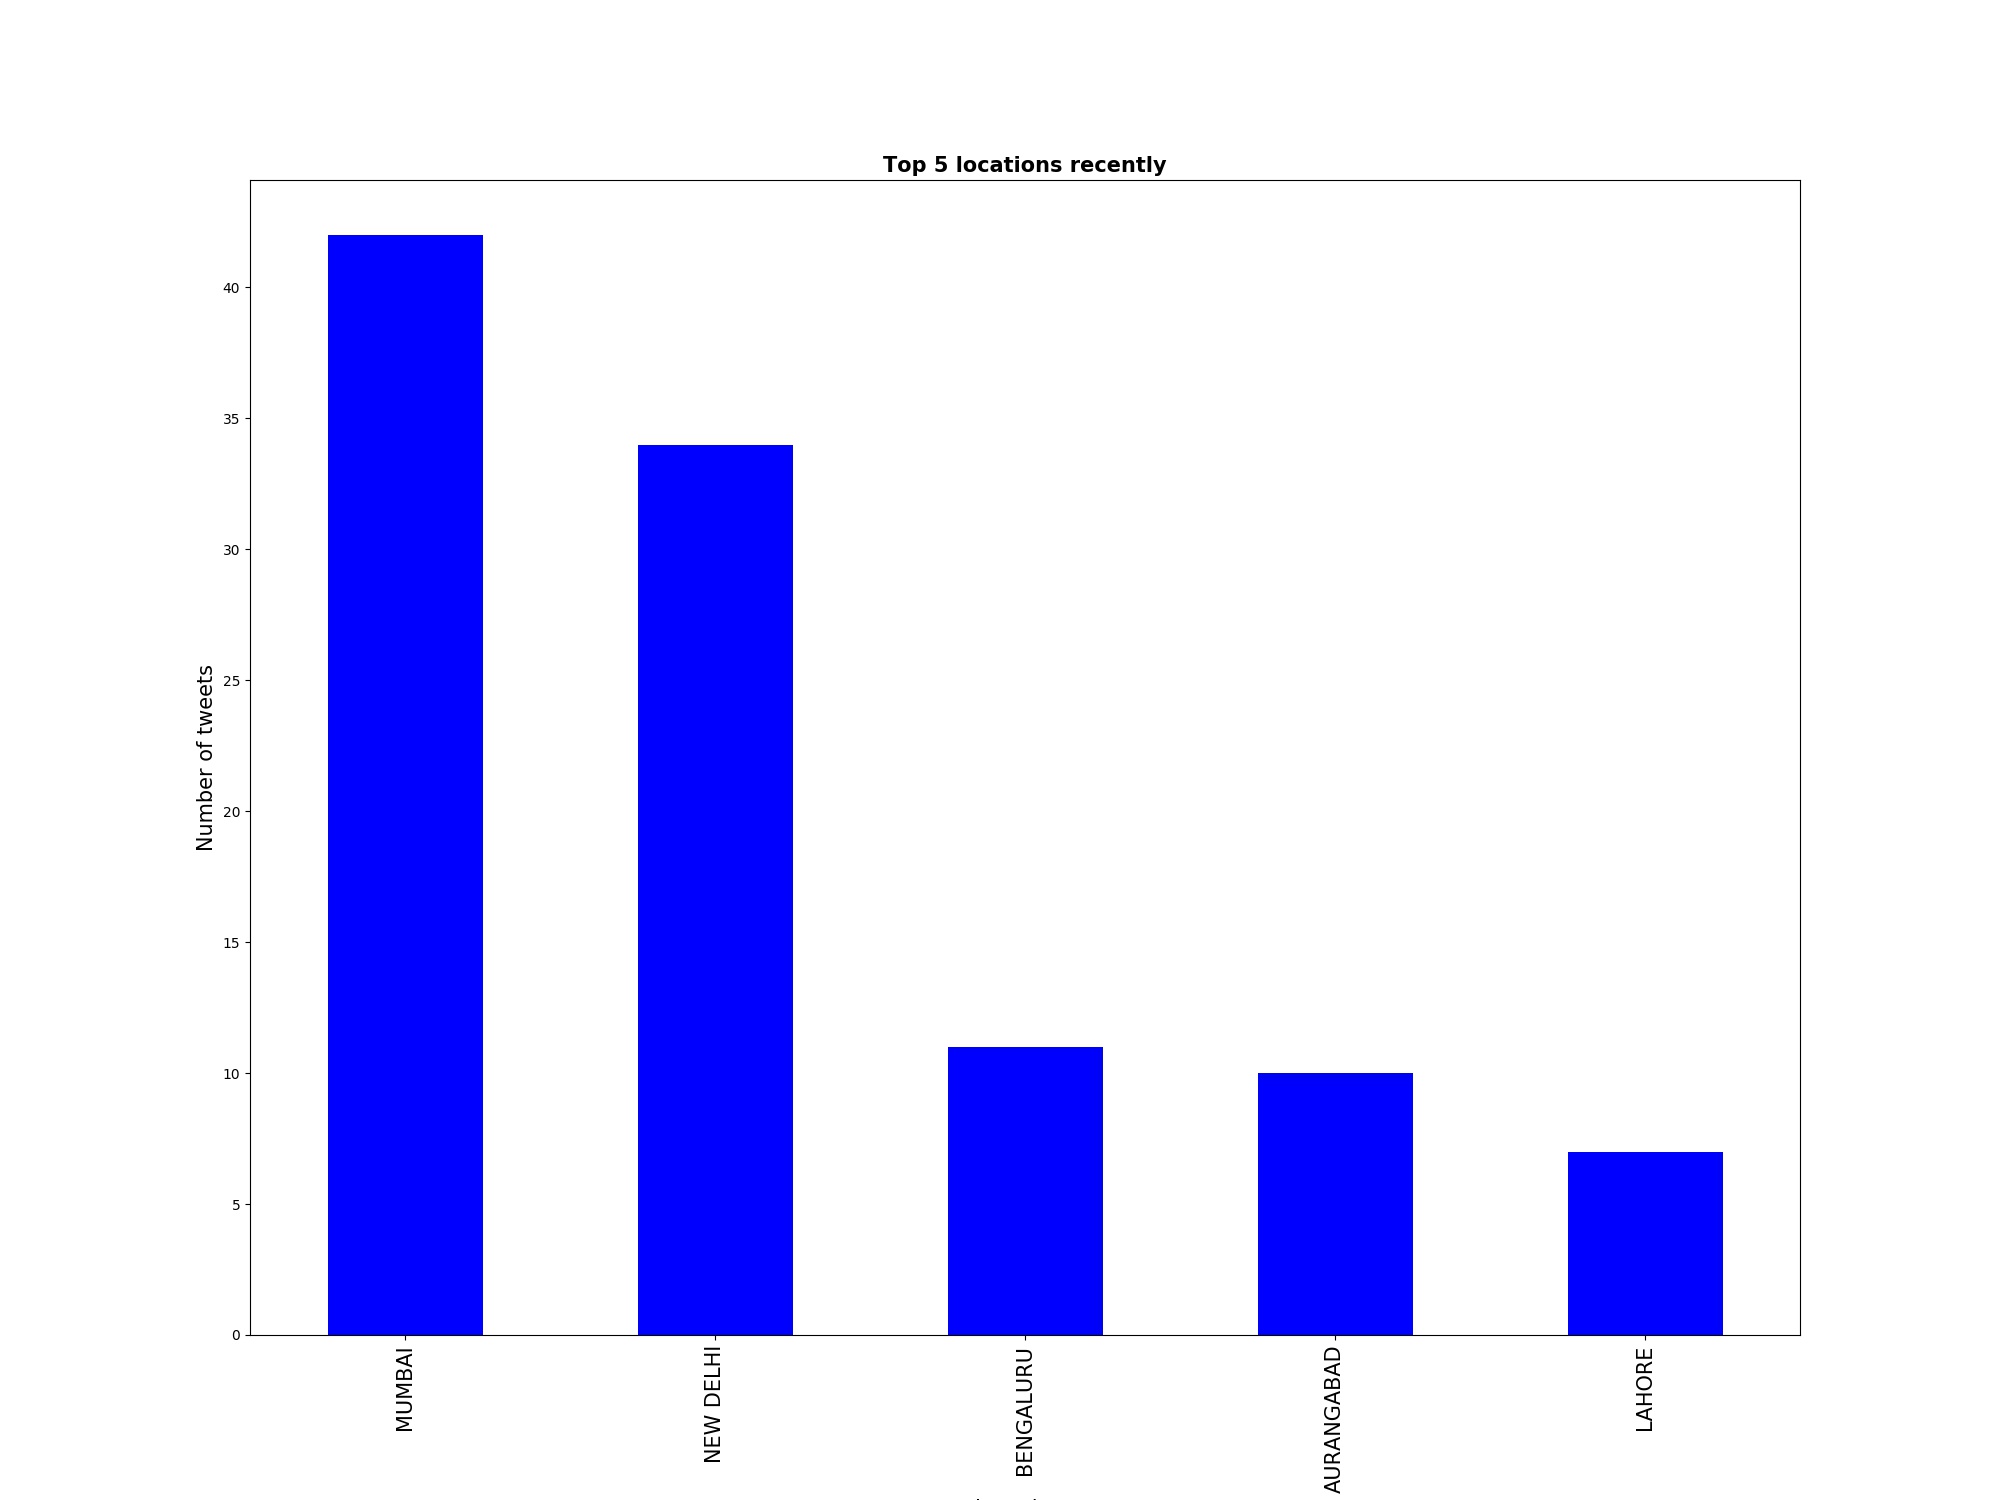 Top 5 locations recently
Number of tweets
40
35
30
25
20
15
10
5
0
MUMBAI
NEW DELHI
BENGALURU
AURANGABAD
LAHORE